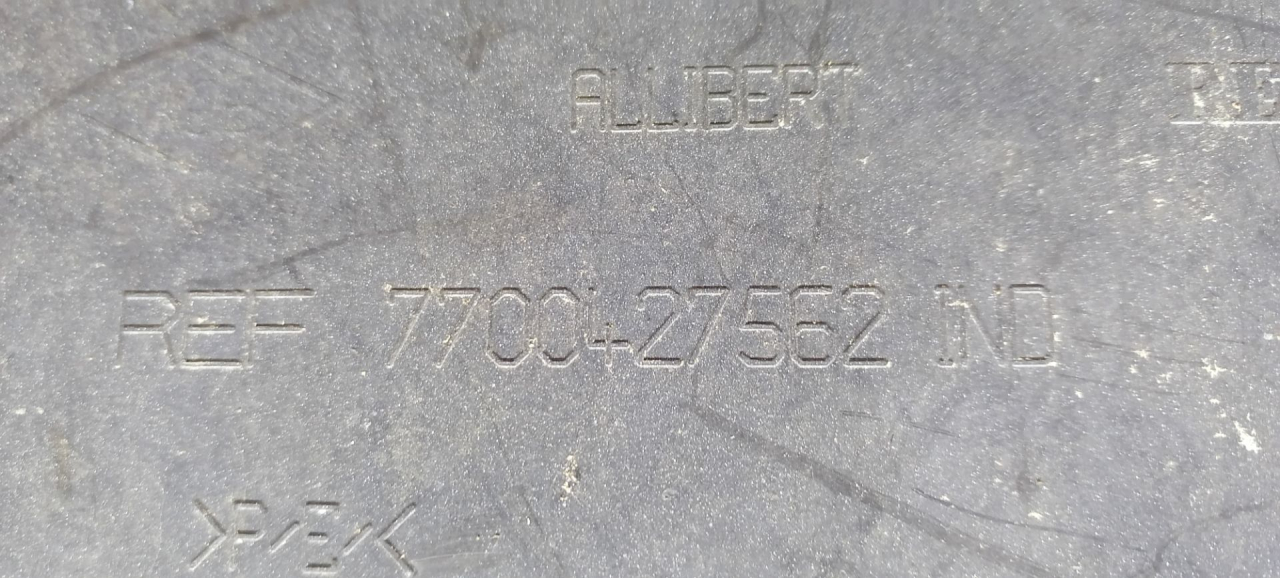 ALLIBERT
REF 7700427562 IND
>P/E/<